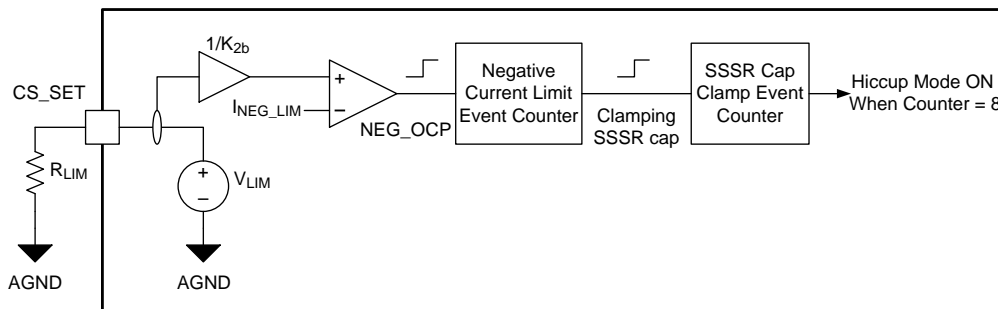 1/K2b
CS_SET
RLIM
AGND
+
−
VLIM
AGND
INEG_LIM
+
−
NEG_OCP
Negative
Current Limit
Event Counter
Clamping
SSSR cap
SSSR Cap
Clamp Event
Counter
Hiccup Mode ON
When Counter = 8